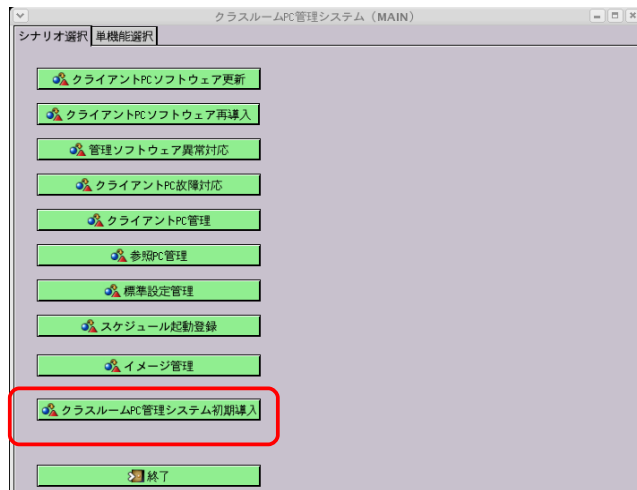 クラスルームPC管理システム（MAIN）
シナリオ選択 単機能選択
クライアントPCソフトウェア更新
クライアントPCソフトウェア再導入
管理ソフトウェア異常対応
クライアントPC故障対応
クライアントPC管理
参照PC管理
標準設定管理
スケジュール起動登録
イメージ管理
クラスルームPC管理システム初期導入
終了